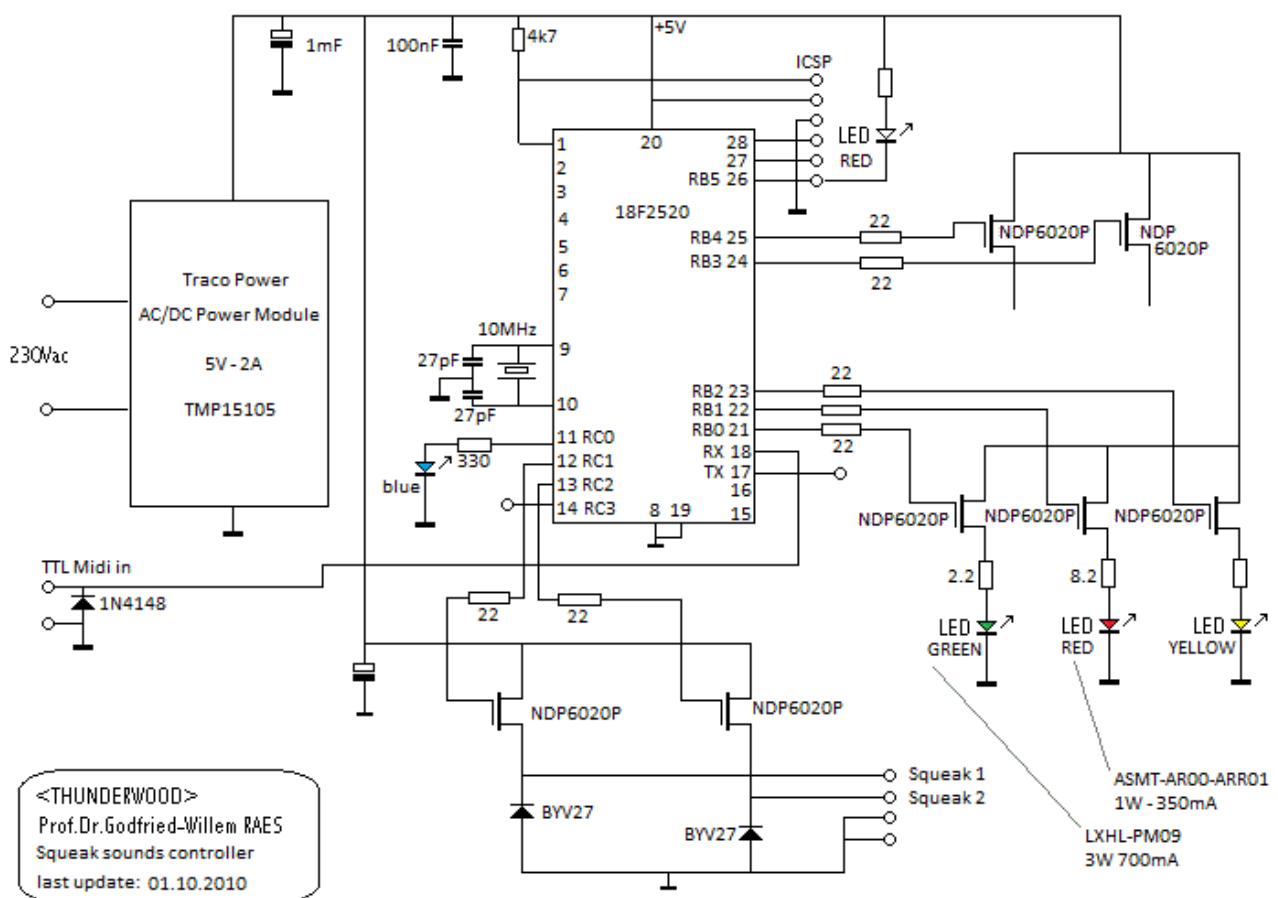 1mF
100nF
4k7
+5V
ICSP
LED
RED
1
2
3
4
5
6
7
9
10
11 RC0
12 RC1
13 RC2
14 RC3
20
18F2520
8 19
28
27
RB5 26
RB4 25
RB3 24
RB2 23
RB1 22
RB0 21
RX 18
TX 17
16
15
22
22
NDP6020P
NDP
6020P
Traco Power
AC/DC Power Module
5V - 2A
TMP15105
230Vac
10MHz
27pF
27pF
330
blue
22
22
NDP6020P
NDP6020P
NDP6020P
2.2
8.2
LED
GREEN
LED
RED
LED
YELLOW
TTL Midi in
1N4148
22
22
NDP6020P
NDP6020P
Squeak 1
Squeak 2
BYV27
BYV27
ASMT-AR00-ARR01
1W - 350mA
LXHL-PM09
3W 700mA
<THUNDERWOOD>
Prof.Dr.Godfried-Willem RAES
Squeak sounds controller
last update: 01.10.2010